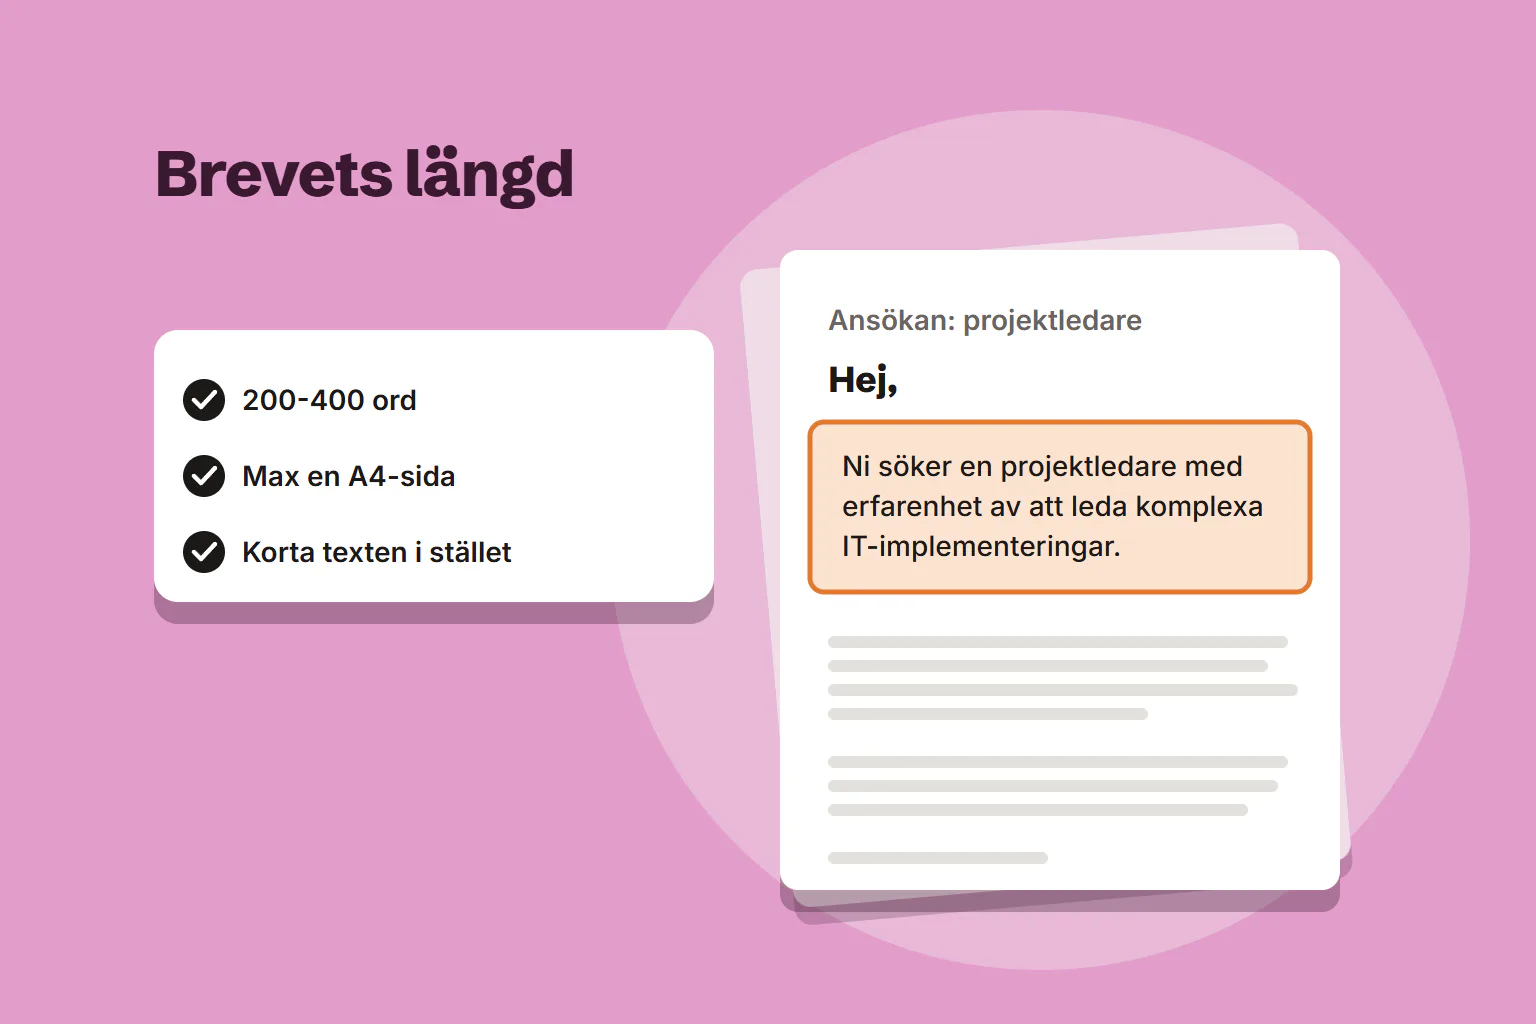 Brevets längd
200-400 ord
Max en A4-sida
Korta texten i stället
Ansökan: projektledare
Hej,
Ni söker en projektledare med
erfarenhet av att leda komplexa
IT-implementeringar.